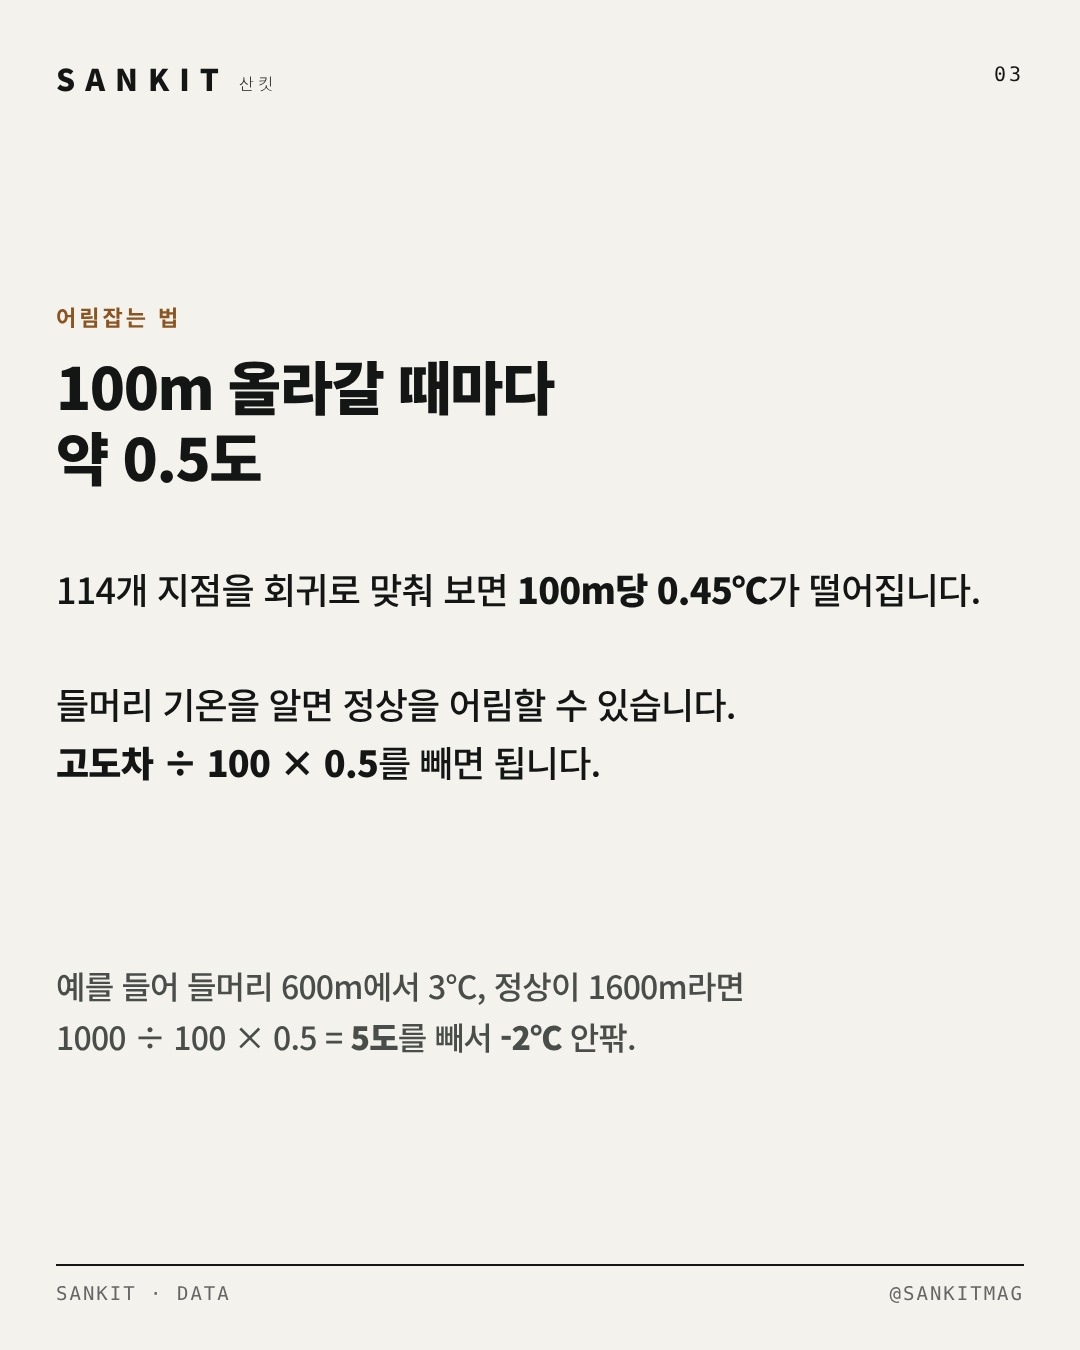 SANKIT 산킷
03
어림잡는 법
100m 올라갈 때마다
약 0.5도
114개 지점을 회귀로 맞춰 보면 100m당 0.45°C가 떨어집니다.
들머리 기온을 알면 정상을 어림할 수 있습니다.
고도차 ÷ 100 × 0.5를 빼면 됩니다.
예를 들어 들머리 600m에서 3°C, 정상이 1600m라면
1000 ÷ 100 × 0.5 = 5도를 빼서 -2°C 안팎.
SANKIT · DATA
@SANKITMAG